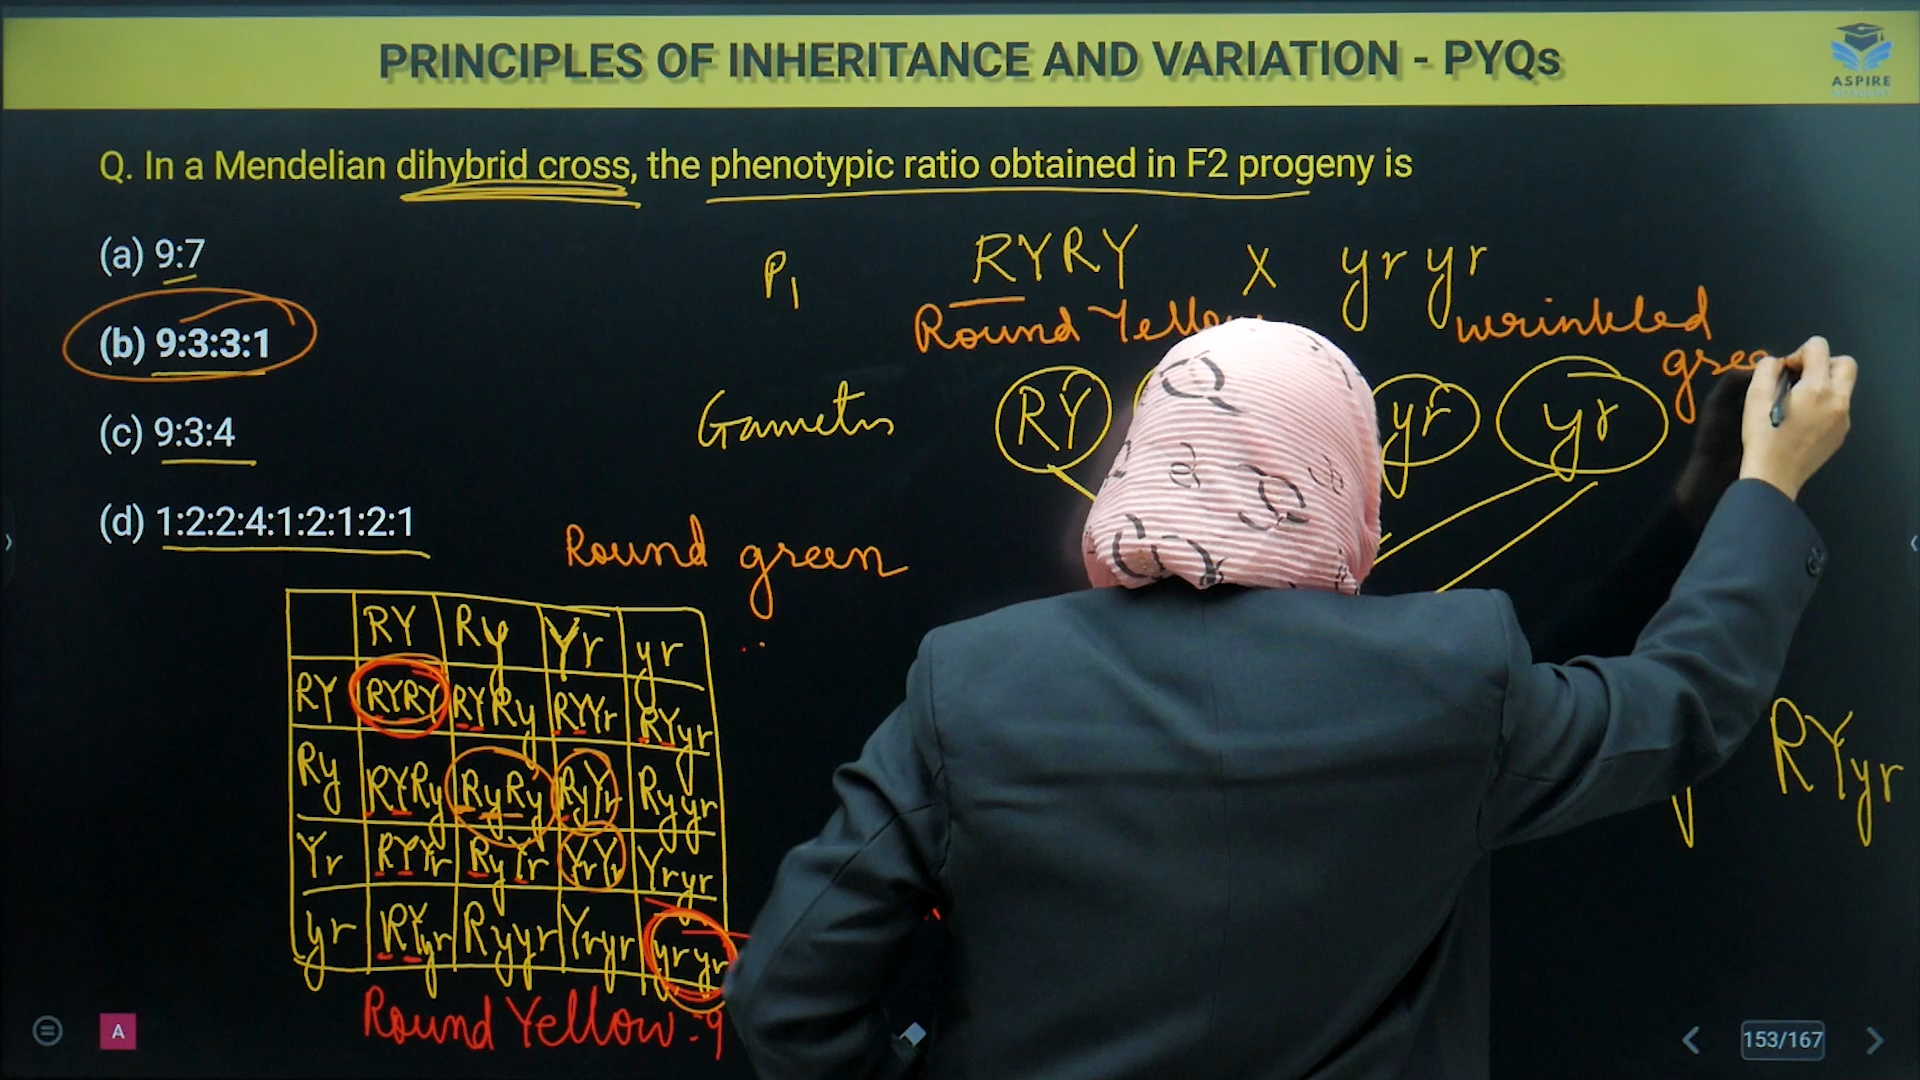 PRINCIPLES OF INHERITANCE AND VARIATION - PYQs
ASPIRE
Q. In a Mendelian dihybrid cross, the phenotypic ratio obtained in F2 progeny is
(a) 9:7
(b) 9:3:3:1
(c) 9:3:4
(d) 1:2:2:4:1:2:1:2:1
P1 RYRY X yryr
Round Yellow wrinkled
gree
Gametes RY yr yr
Round green
RY Ry Yr yr
RY RYRY RYRy RYYr RYyr
Ry RYRy RyRy RyYr Ryyr
Yr RYYr RyYr YrYr Yryr
yr RYyr Ryyr Yryr yryr
RYyr
Round Yellow :9
A
153/167